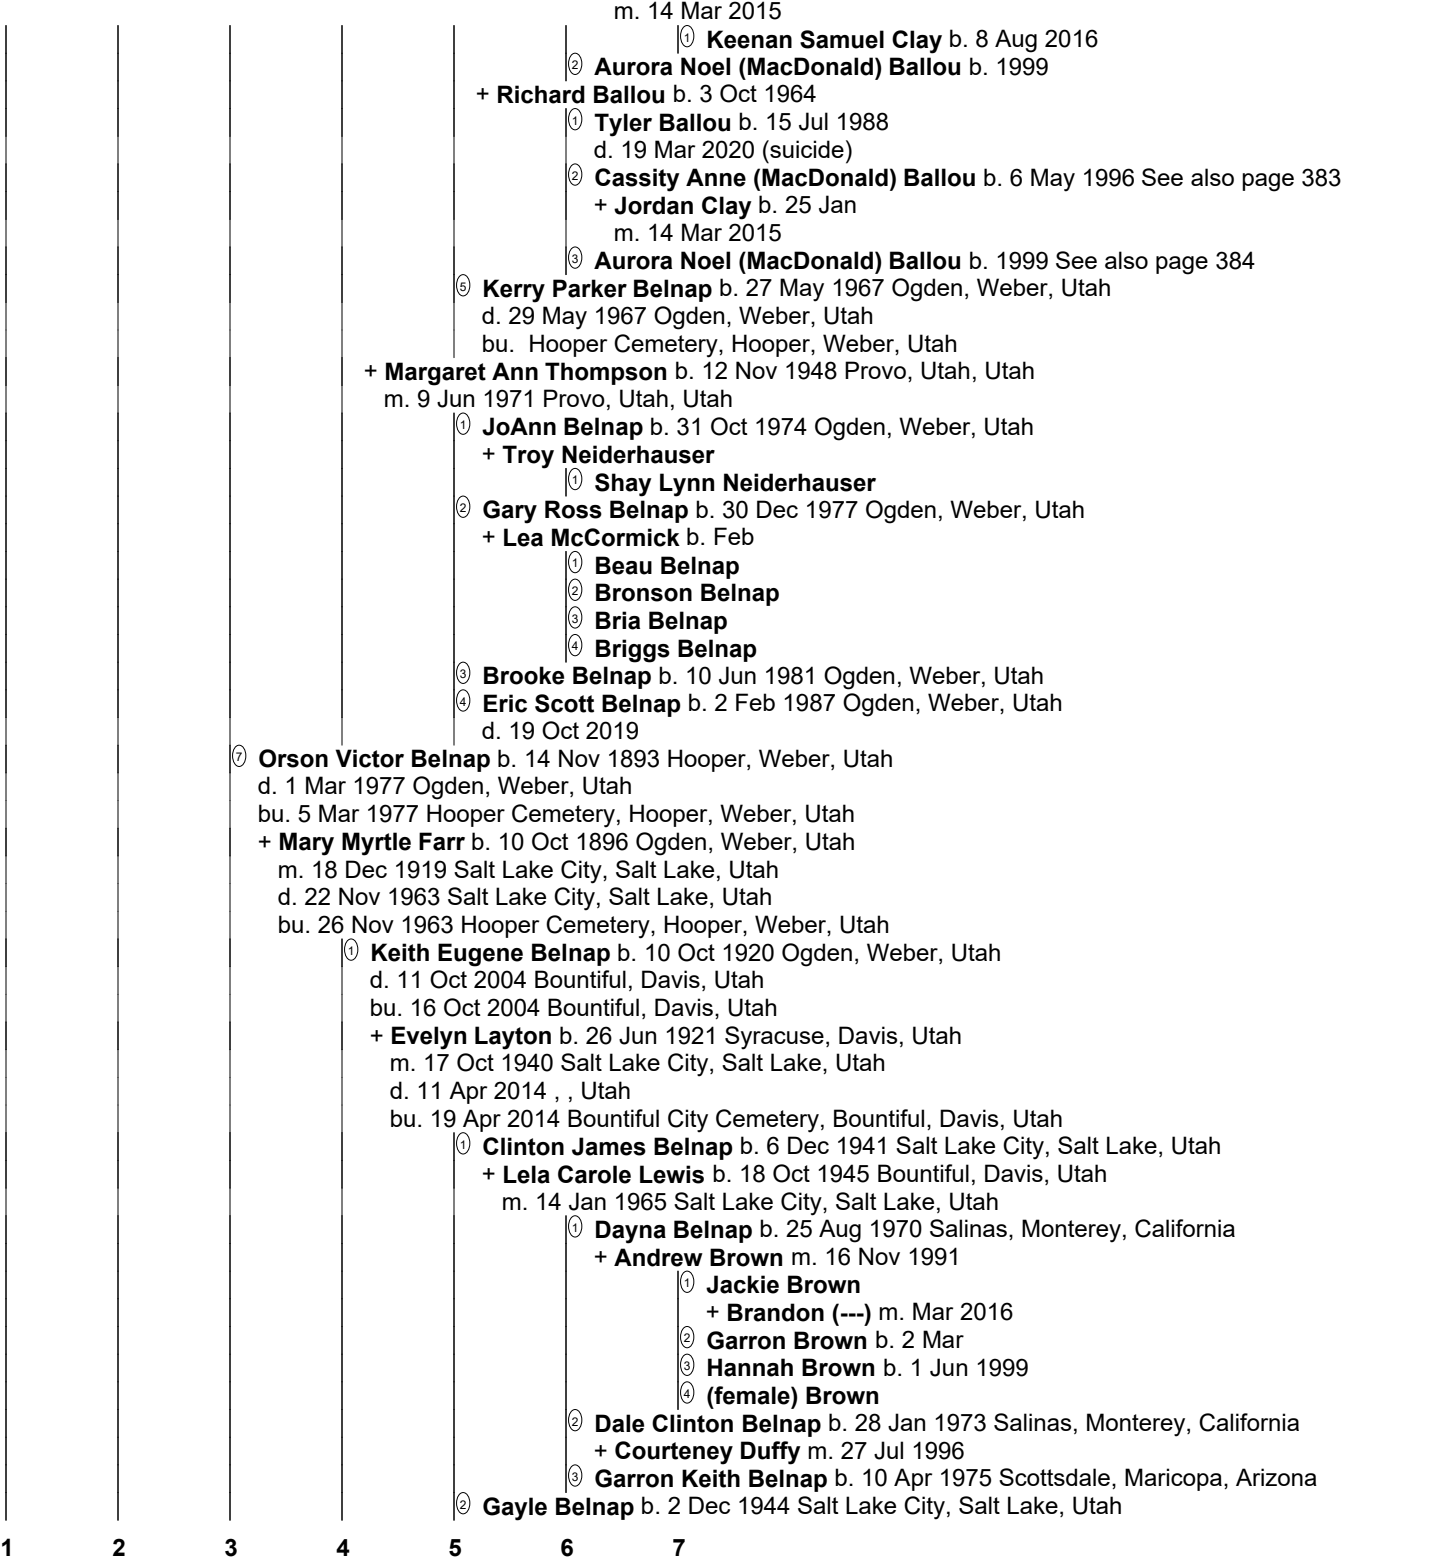 m. 14 Mar 2015
① Keenan Samuel Clay b. 8 Aug 2016
② Aurora Noel (MacDonald) Ballou b. 1999
+ Richard Ballou b. 3 Oct 1964
① Tyler Ballou b. 15 Jul 1988
d. 19 Mar 2020 (suicide)
② Cassity Anne (MacDonald) Ballou b. 6 May 1996 See also page 383
+ Jordan Clay b. 25 Jan
m. 14 Mar 2015
③ Aurora Noel (MacDonald) Ballou b. 1999 See also page 384
⑤ Kerry Parker Belnap b. 27 May 1967 Ogden, Weber, Utah
d. 29 May 1967 Ogden, Weber, Utah
bu. Hooper Cemetery, Hooper, Weber, Utah
+ Margaret Ann Thompson b. 12 Nov 1948 Provo, Utah, Utah
m. 9 Jun 1971 Provo, Utah, Utah
① JoAnn Belnap b. 31 Oct 1974 Ogden, Weber, Utah
+ Troy Neiderhauser
① Shay Lynn Neiderhauser
② Gary Ross Belnap b. 30 Dec 1977 Ogden, Weber, Utah
+ Lea McCormick b. Feb
① Beau Belnap
② Bronson Belnap
③ Bria Belnap
④ Briggs Belnap
③ Brooke Belnap b. 10 Jun 1981 Ogden, Weber, Utah
④ Eric Scott Belnap b. 2 Feb 1987 Ogden, Weber, Utah
d. 19 Oct 2019
⑦ Orson Victor Belnap b. 14 Nov 1893 Hooper, Weber, Utah
d. 1 Mar 1977 Ogden, Weber, Utah
bu. 5 Mar 1977 Hooper Cemetery, Hooper, Weber, Utah
+ Mary Myrtle Farr b. 10 Oct 1896 Ogden, Weber, Utah
m. 18 Dec 1919 Salt Lake City, Salt Lake, Utah
d. 22 Nov 1963 Salt Lake City, Salt Lake, Utah
bu. 26 Nov 1963 Hooper Cemetery, Hooper, Weber, Utah
① Keith Eugene Belnap b. 10 Oct 1920 Ogden, Weber, Utah
d. 11 Oct 2004 Bountiful, Davis, Utah
bu. 16 Oct 2004 Bountiful, Davis, Utah
+ Evelyn Layton b. 26 Jun 1921 Syracuse, Davis, Utah
m. 17 Oct 1940 Salt Lake City, Salt Lake, Utah
d. 11 Apr 2014 , , Utah
bu. 19 Apr 2014 Bountiful City Cemetery, Bountiful, Davis, Utah
① Clinton James Belnap b. 6 Dec 1941 Salt Lake City, Salt Lake, Utah
+ Lela Carole Lewis b. 18 Oct 1945 Bountiful, Davis, Utah
m. 14 Jan 1965 Salt Lake City, Salt Lake, Utah
① Dayna Belnap b. 25 Aug 1970 Salinas, Monterey, California
+ Andrew Brown m. 16 Nov 1991
① Jackie Brown
+ Brandon (---) m. Mar 2016
② Garron Brown b. 2 Mar
③ Hannah Brown b. 1 Jun 1999
④ (female) Brown
② Dale Clinton Belnap b. 28 Jan 1973 Salinas, Monterey, California
+ Courteney Duffy m. 27 Jul 1996
③ Garron Keith Belnap b. 10 Apr 1975 Scottsdale, Maricopa, Arizona
② Gayle Belnap b. 2 Dec 1944 Salt Lake City, Salt Lake, Utah
1 2 3 4 5 6 7